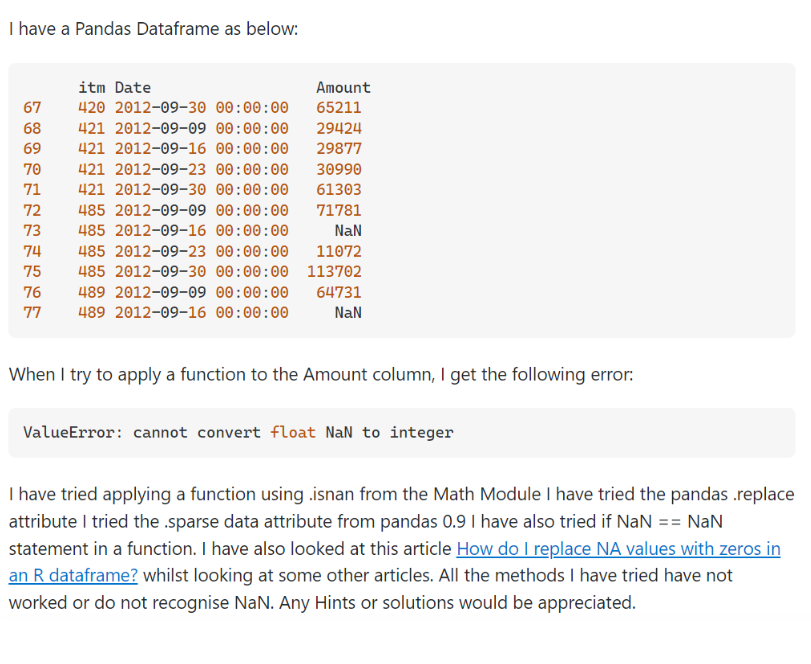 I have a Pandas Dataframe as below:
itm Date Amount
67 420 2012-09-30 00:00:00 65211
68 421 2012-09-09 00:00:00 29424
69 421 2012-09-16 00:00:00 29877
70 421 2012-09-23 00:00:00 30990
71 421 2012-09-30 00:00:00 61303
72 485 2012-09-09 00:00:00 71781
73 485 2012-09-16 00:00:00 NaN
74 485 2012-09-23 00:00:00 11072
75 485 2012-09-30 00:00:00 113702
76 489 2012-09-09 00:00:00 64731
77 489 2012-09-16 00:00:00 NaN
When I try to apply a function to the Amount column, I get the following error:
ValueError: cannot convert float NaN to integer
I have tried applying a function using .isnan from the Math Module I have tried the pandas .replace
attribute I tried the .sparse data attribute from pandas 0.9 I have also tried if NaN == NaN
statement in a function. I have also looked at this article How do I replace NA values with zeros in
an R dataframe? whilst looking at some other articles. All the methods I have tried have not
worked or do not recognise NaN. Any Hints or solutions would be appreciated.